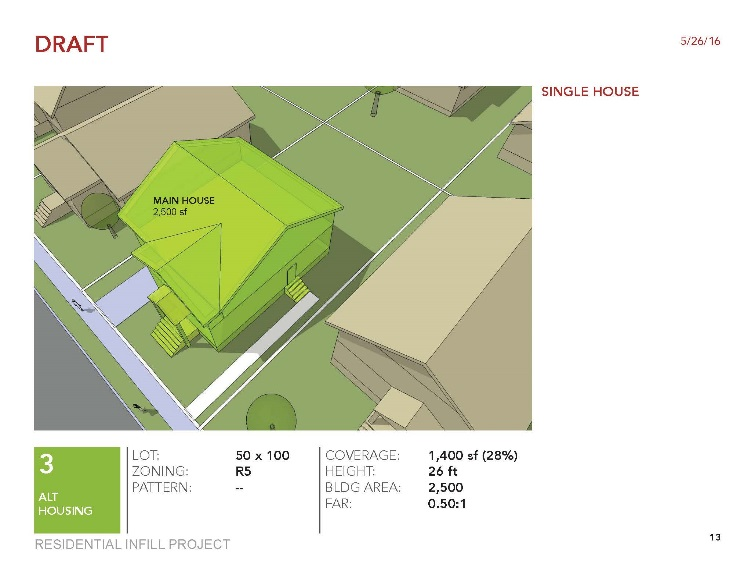 DRAFT
5/26/16
SINGLE HOUSE
MAIN HOUSE
2,500 sf
3
ALT
HOUSING
LOT: 50 x 100
ZONING: R5
PATTERN: --
COVERAGE: 1,400 sf (28%)
HEIGHT: 26 ft
BLDG AREA: 2,500
FAR: 0.50:1
RESIDENTIAL INFILL PROJECT
13